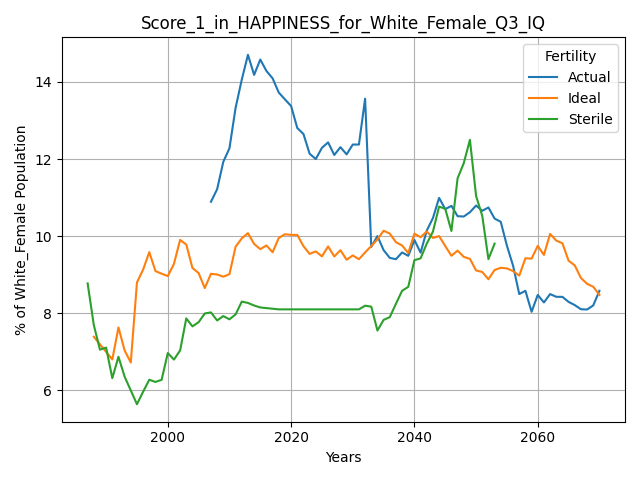 Score_1_in_HAPPINESS_for_White_Female_Q3_IQ
Fertility
Actual
Ideal
Sterile
% of White_Female Population
14
12
10
8
6
2000
2020
2040
2060
Years